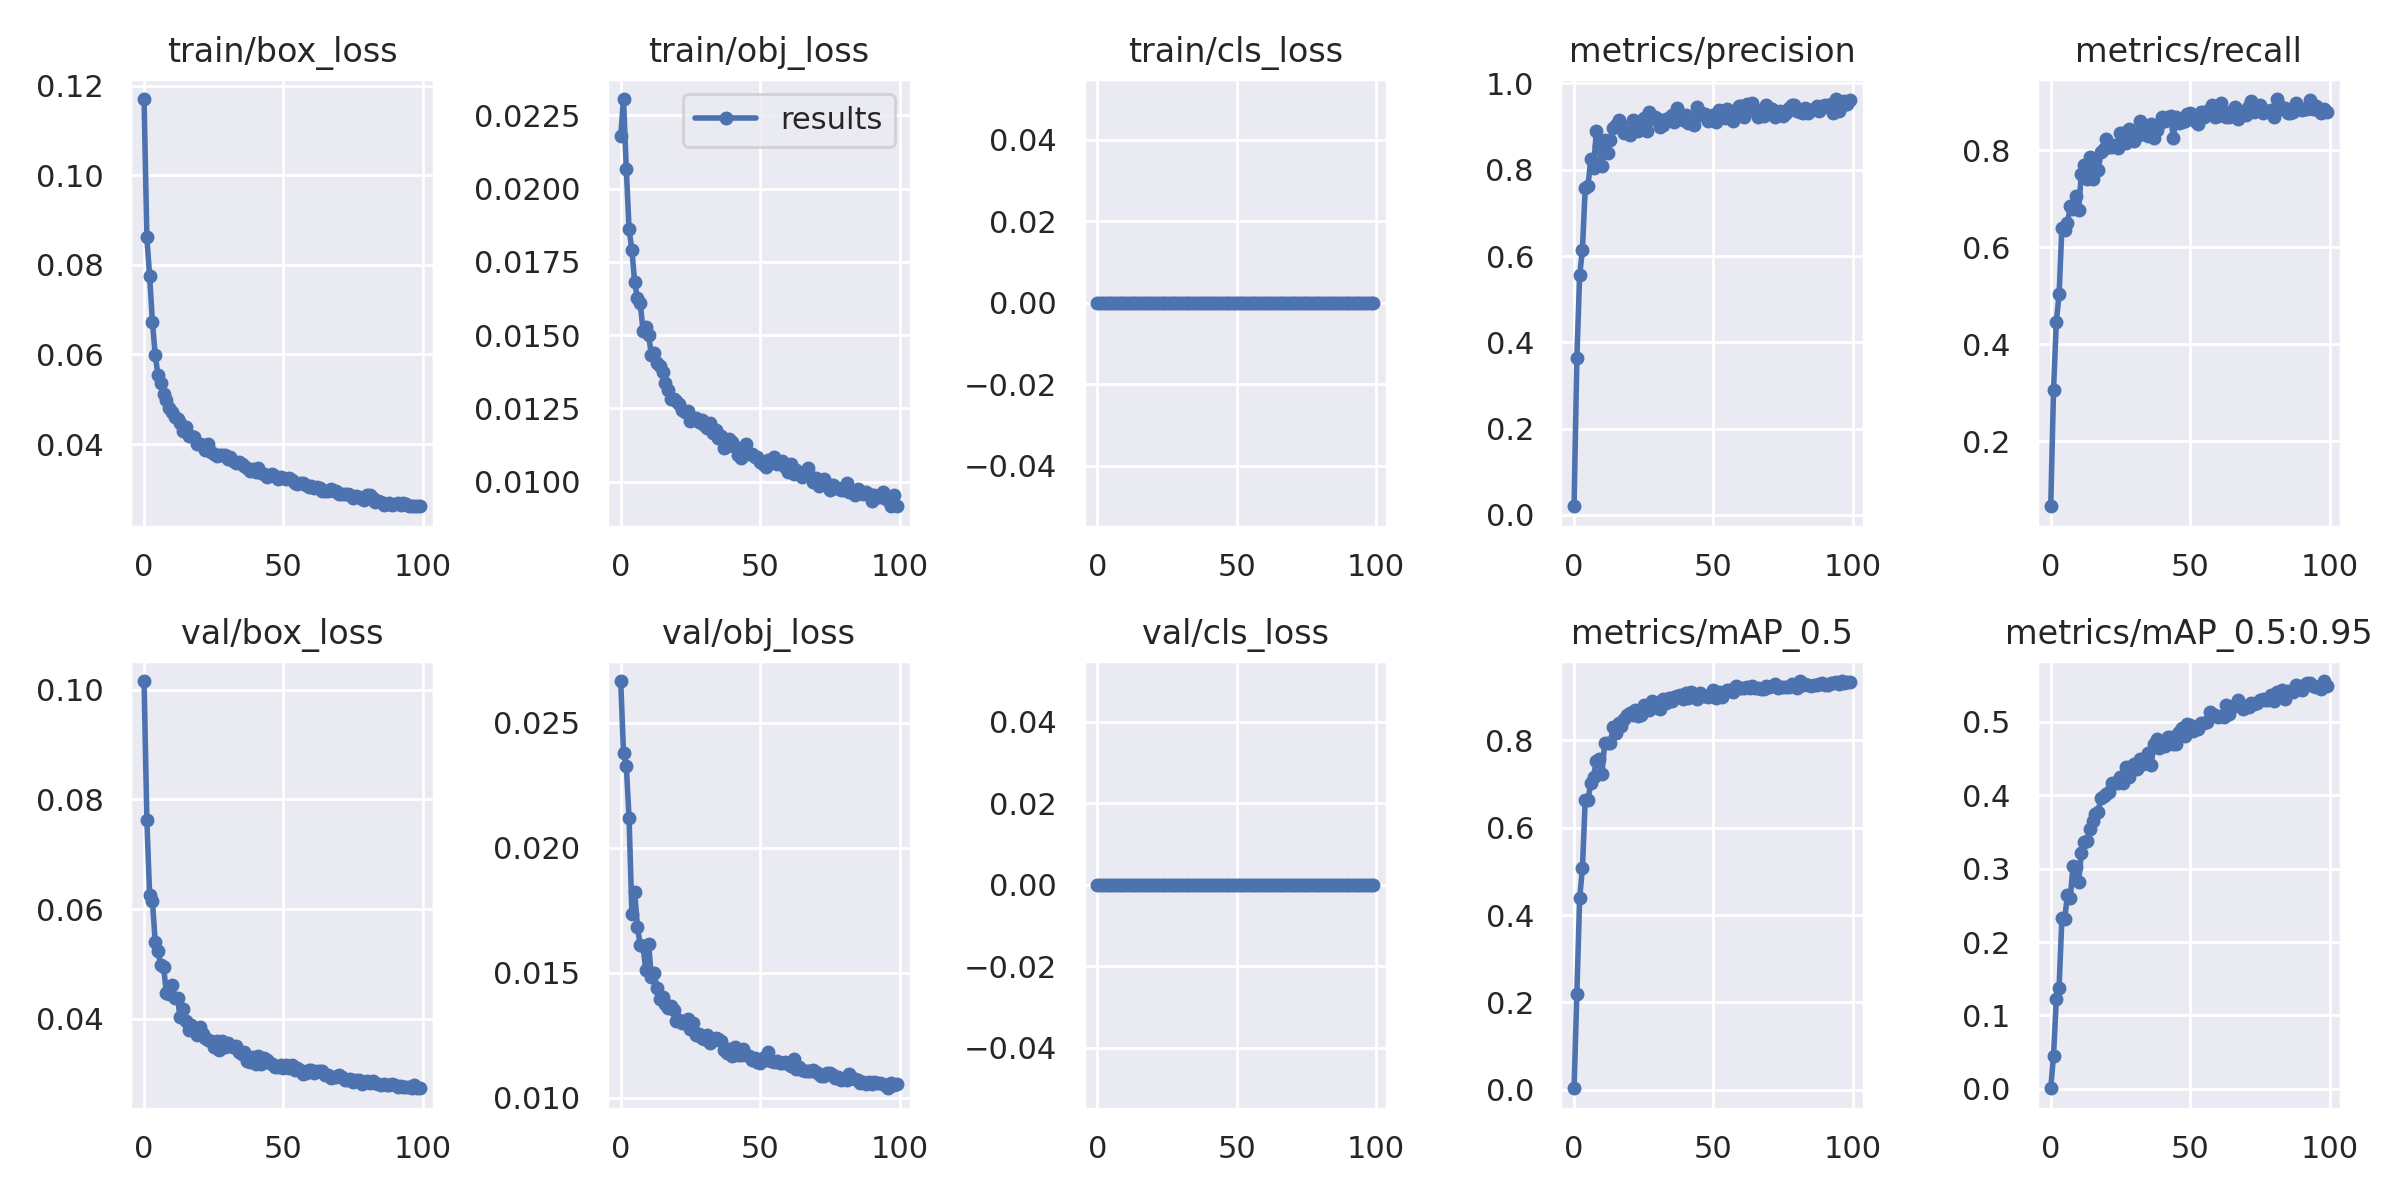 train/box_loss
train/obj_loss
train/cls_loss
metrics/precision
metrics/recall
0.12
0.10
0.08
0.06
0.04
0 50 100
0.0225
0.0200
0.0175
0.0150
0.0125
0.0100
results
0 50 100
0.04
0.02
0.00
−0.02
−0.04
0 50 100
1.0
0.8
0.6
0.4
0.2
0.0
0 50 100
0.8
0.6
0.4
0.2
0 50 100
val/box_loss
val/obj_loss
val/cls_loss
metrics/mAP_0.5
metrics/mAP_0.5:0.95
0.10
0.08
0.06
0.04
0 50 100
0.025
0.020
0.015
0.010
0 50 100
0.04
0.02
0.00
−0.02
−0.04
0 50 100
0.8
0.6
0.4
0.2
0.0
0 50 100
0.5
0.4
0.3
0.2
0.1
0.0
0 50 100